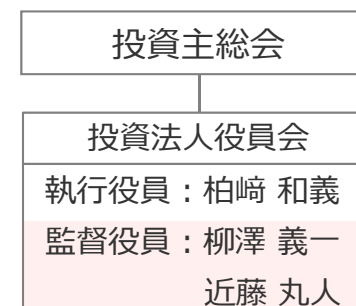 投資主総会
投資法人役員会
執行役員：柏﨑 和義
監督役員：柳澤 義一
近藤 丸人